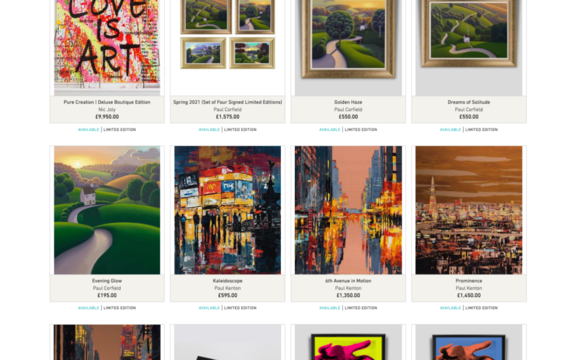 LOVE
IS
ART
Pure Creation | Deluxe Boutique Edition
Nic Joly
£9,950.00
AVAILABLE | LIMITED EDITION
Spring 2021 (Set of Four Signed Limited Editions)
Paul Corfield
£1,575.00
AVAILABLE | LIMITED EDITION
Golden Haze
Paul Corfield
£550.00
AVAILABLE | LIMITED EDITION
Dreams of Solitude
Paul Corfield
£550.00
AVAILABLE | LIMITED EDITION
Evening Glow
Paul Corfield
£195.00
AVAILABLE | LIMITED EDITION
Kaleidoscope
Paul Kenton
£595.00
AVAILABLE | LIMITED EDITION
6th Avenue in Motion
Paul Kenton
£1,350.00
AVAILABLE | LIMITED EDITION
Prominence
Paul Kenton
£1,450.00
AVAILABLE | LIMITED EDITION